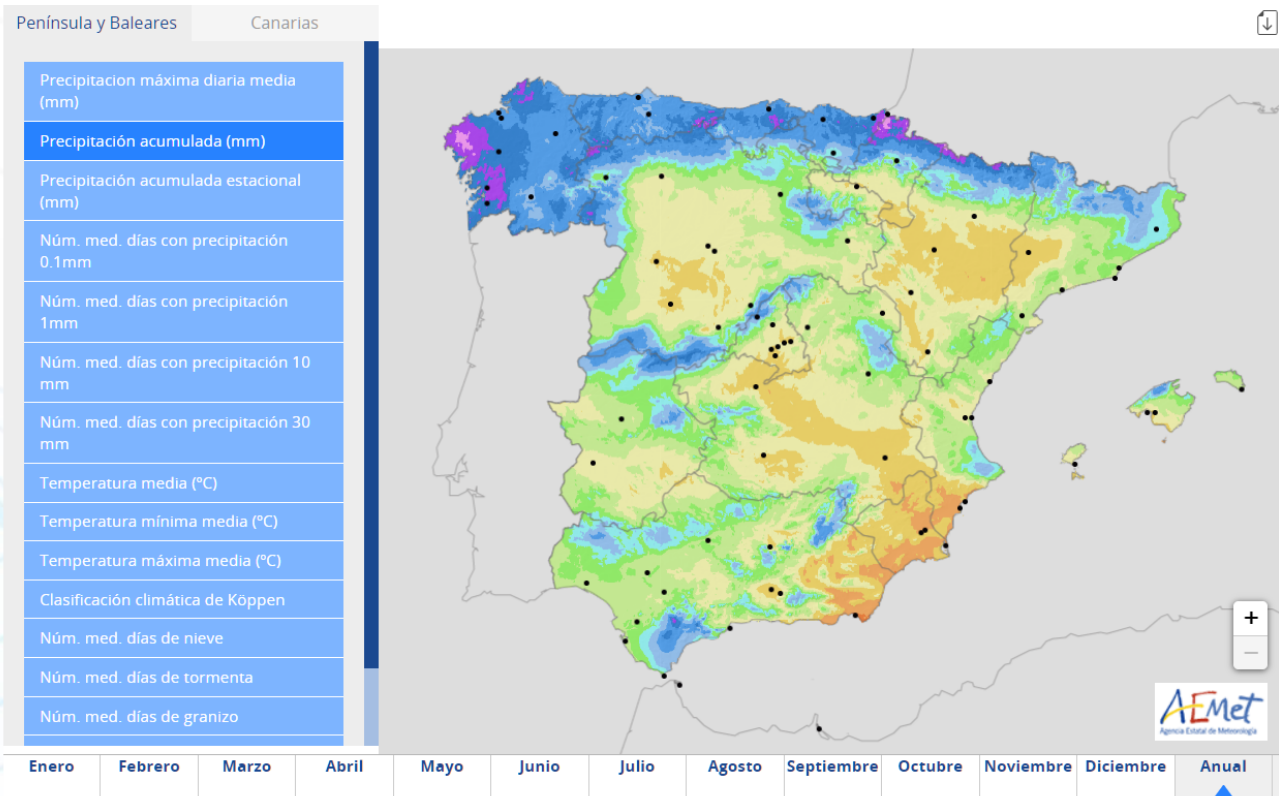 Península y Baleares
Canarias
Precipitacion máxima diaria media
(mm)
Precipitación acumulada (mm)
Precipitación acumulada estacional
(mm)
Núm. med. días con precipitación
0.1mm
Núm. med. días con precipitación
1mm
Núm. med. días con precipitación 10
mm
Núm. med. días con precipitación 30
mm
Temperatura media (ºC)
Temperatura mínima media (ºC)
Temperatura máxima media (ºC)
Clasificación climática de Köppen
Núm. med. días de nieve
Núm. med. días de tormenta
Núm. med. días de granizo
+
−
AEMet
Agencia Estatal de Meteorología
Enero
Febrero
Marzo
Abril
Mayo
Junio
Julio
Agosto
Septiembre
Octubre
Noviembre
Diciembre
Anual